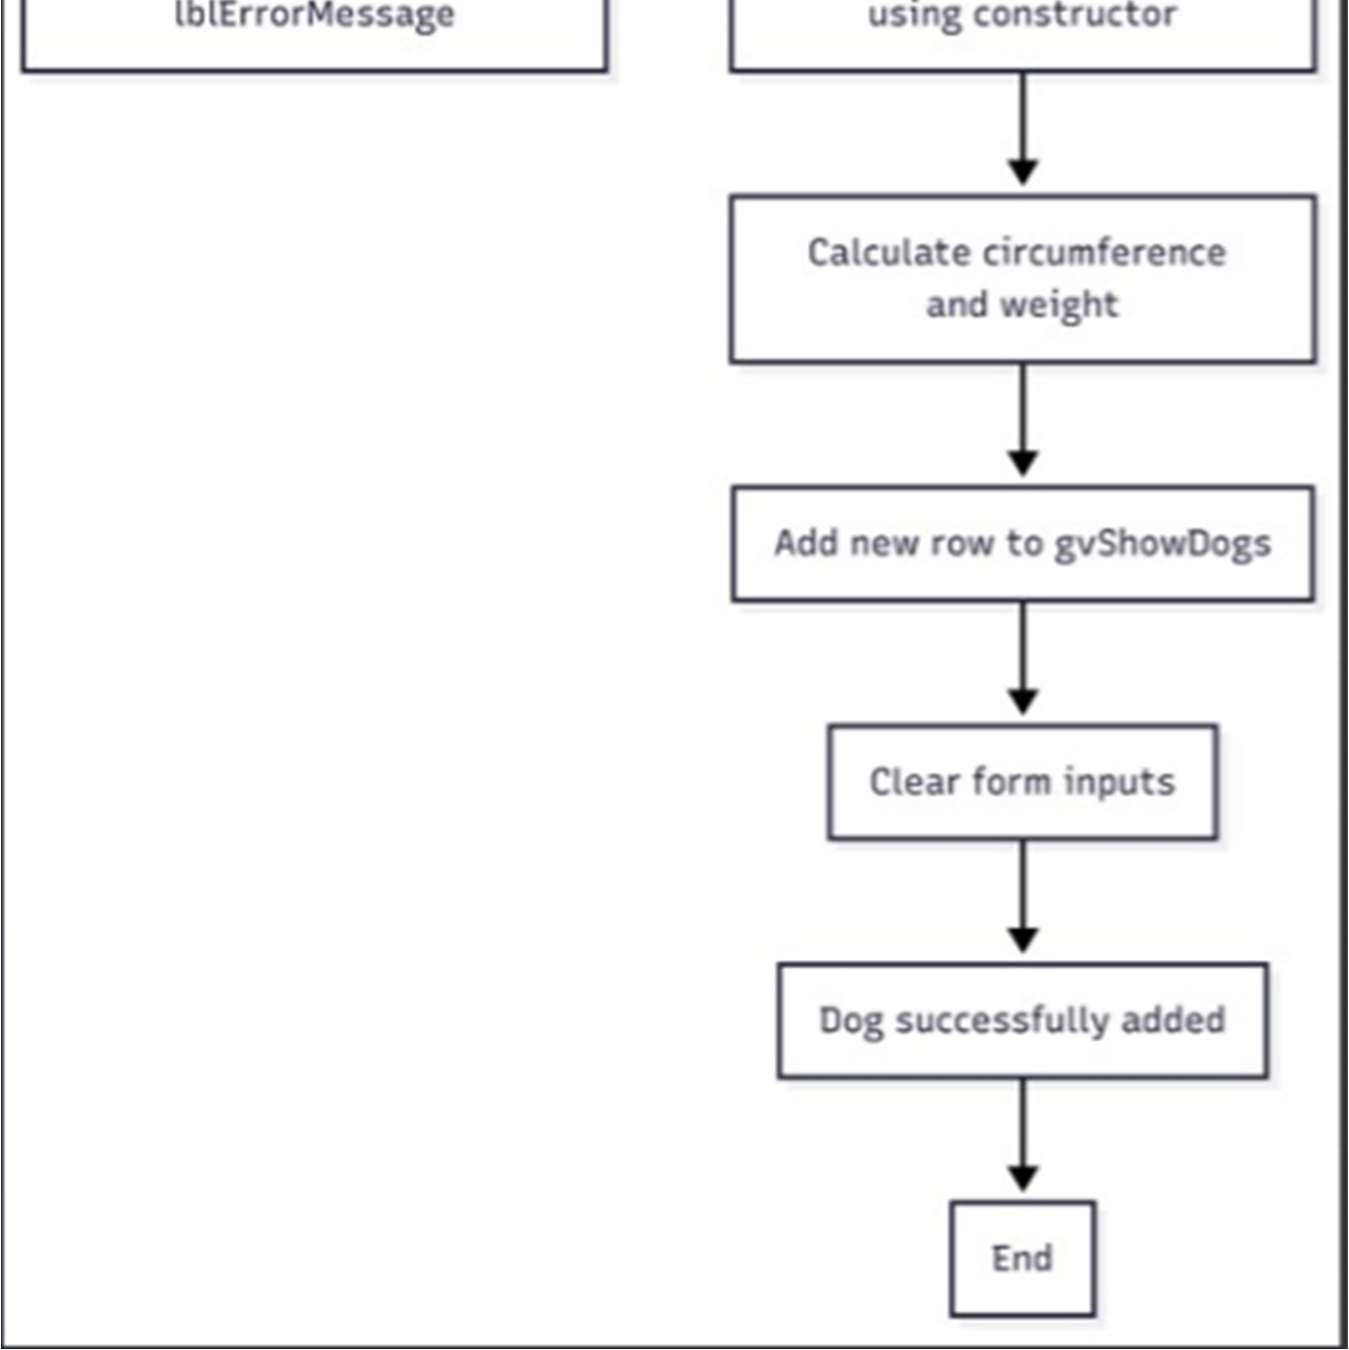 lblErrorMessage
using constructor
Calculate circumference
and weight
Add new row to gvShowDogs
Clear form inputs
Dog successfully added
End